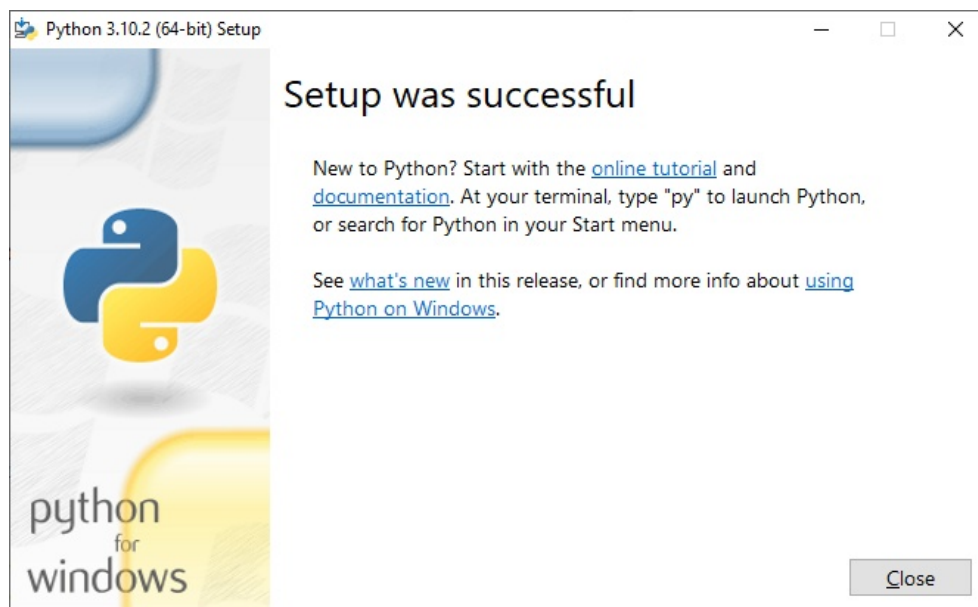 Python 3.10.2 (64-bit) Setup
Setup was successful
New to Python? Start with the online tutorial and
documentation. At your terminal, type "py" to launch Python,
or search for Python in your Start menu.
See what's new in this release, or find more info about using
Python on Windows.
python
for
windows
Close